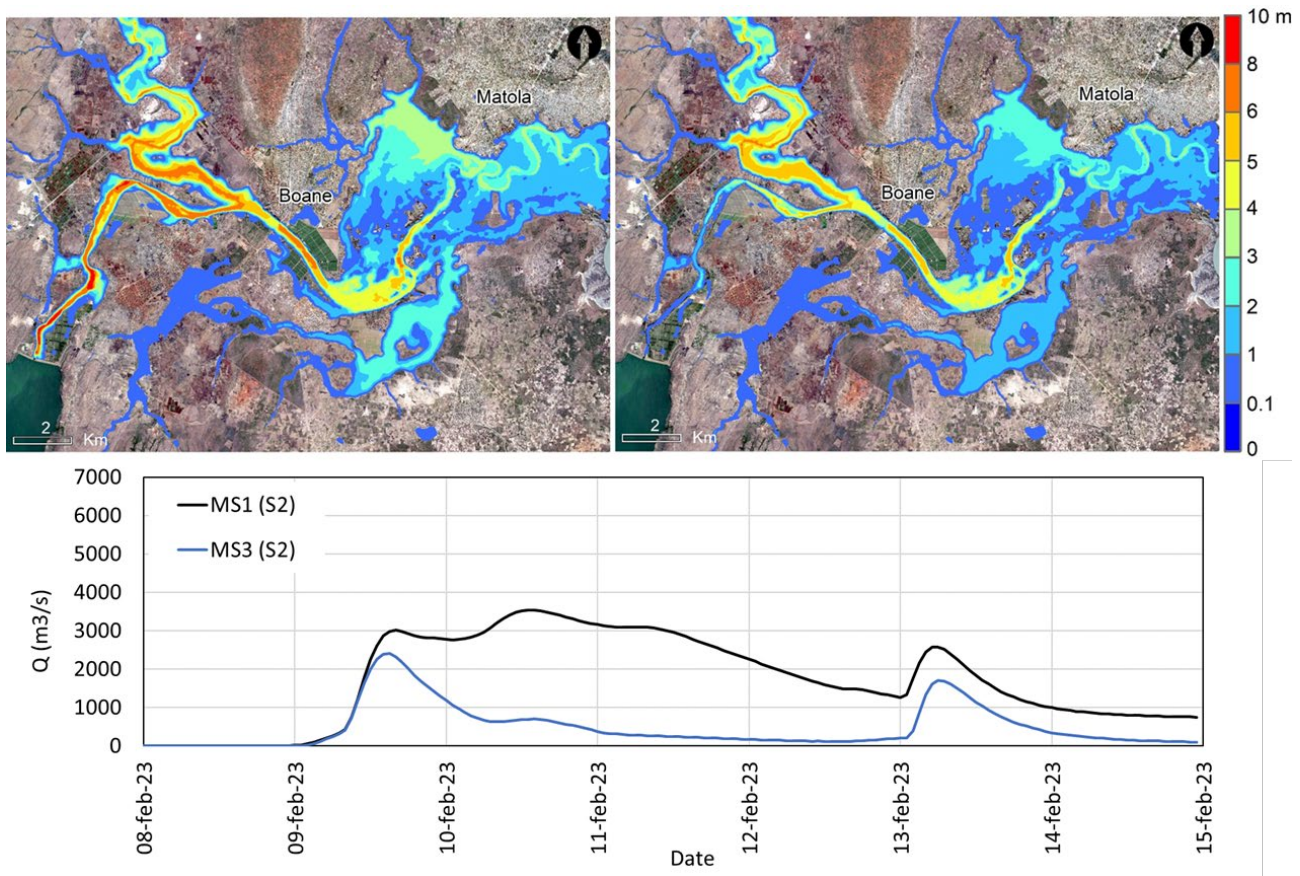 Matola
Boane
2
Km
Matola
Boane
2
Km
10 m
8
6
5
4
3
2
1
0.1
0
7000
6000
5000
4000
3000
2000
1000
0
Q (m3/s)
MS1 (S2)
MS3 (S2)
08-feb-23
09-feb-23
10-feb-23
11-feb-23
12-feb-23
13-feb-23
14-feb-23
15-feb-23
Date